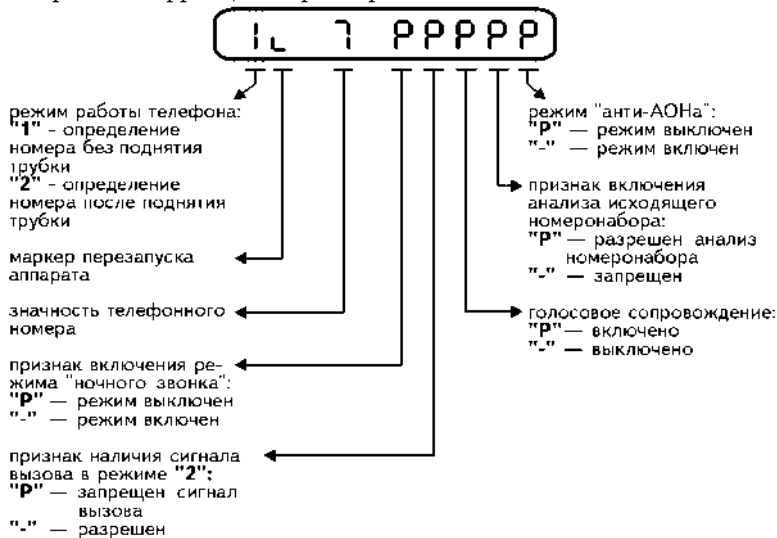 1 7 P P P P P
режим работы телефона:
"1" - определение
номера без поднятия
трубки
"2" - определение
номера после поднятия
трубки
маркер перезапуска
аппарата
значность телефонного
номера
признак включения ре-
жима "ночного звонка":
"P" — режим выключен
"-" — режим включен
признак наличия сигнала
вызова в режиме "2":
"P" — запрещен сигнал
вызова
"-" — разрешен
режим "анти-АОНа":
"P" — режим выключен
"-" — режим включен
признак включения
анализа исходящего
номеронабора:
"P" — разрешен анализ
номеронабора
"-" — запрещен
голосовое сопровождение:
"P" — включено
"-" — выключено